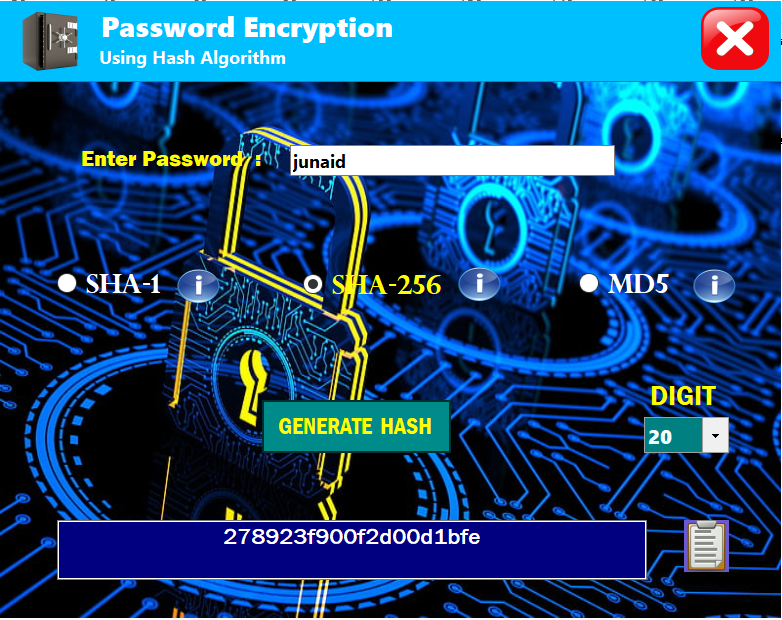 Password Encryption
Using Hash Algorithm
Enter Password :
junaid
SHA-1
SHA-256
MD5
DIGIT
GENERATE HASH
20
278923f900f2d00d1bfe